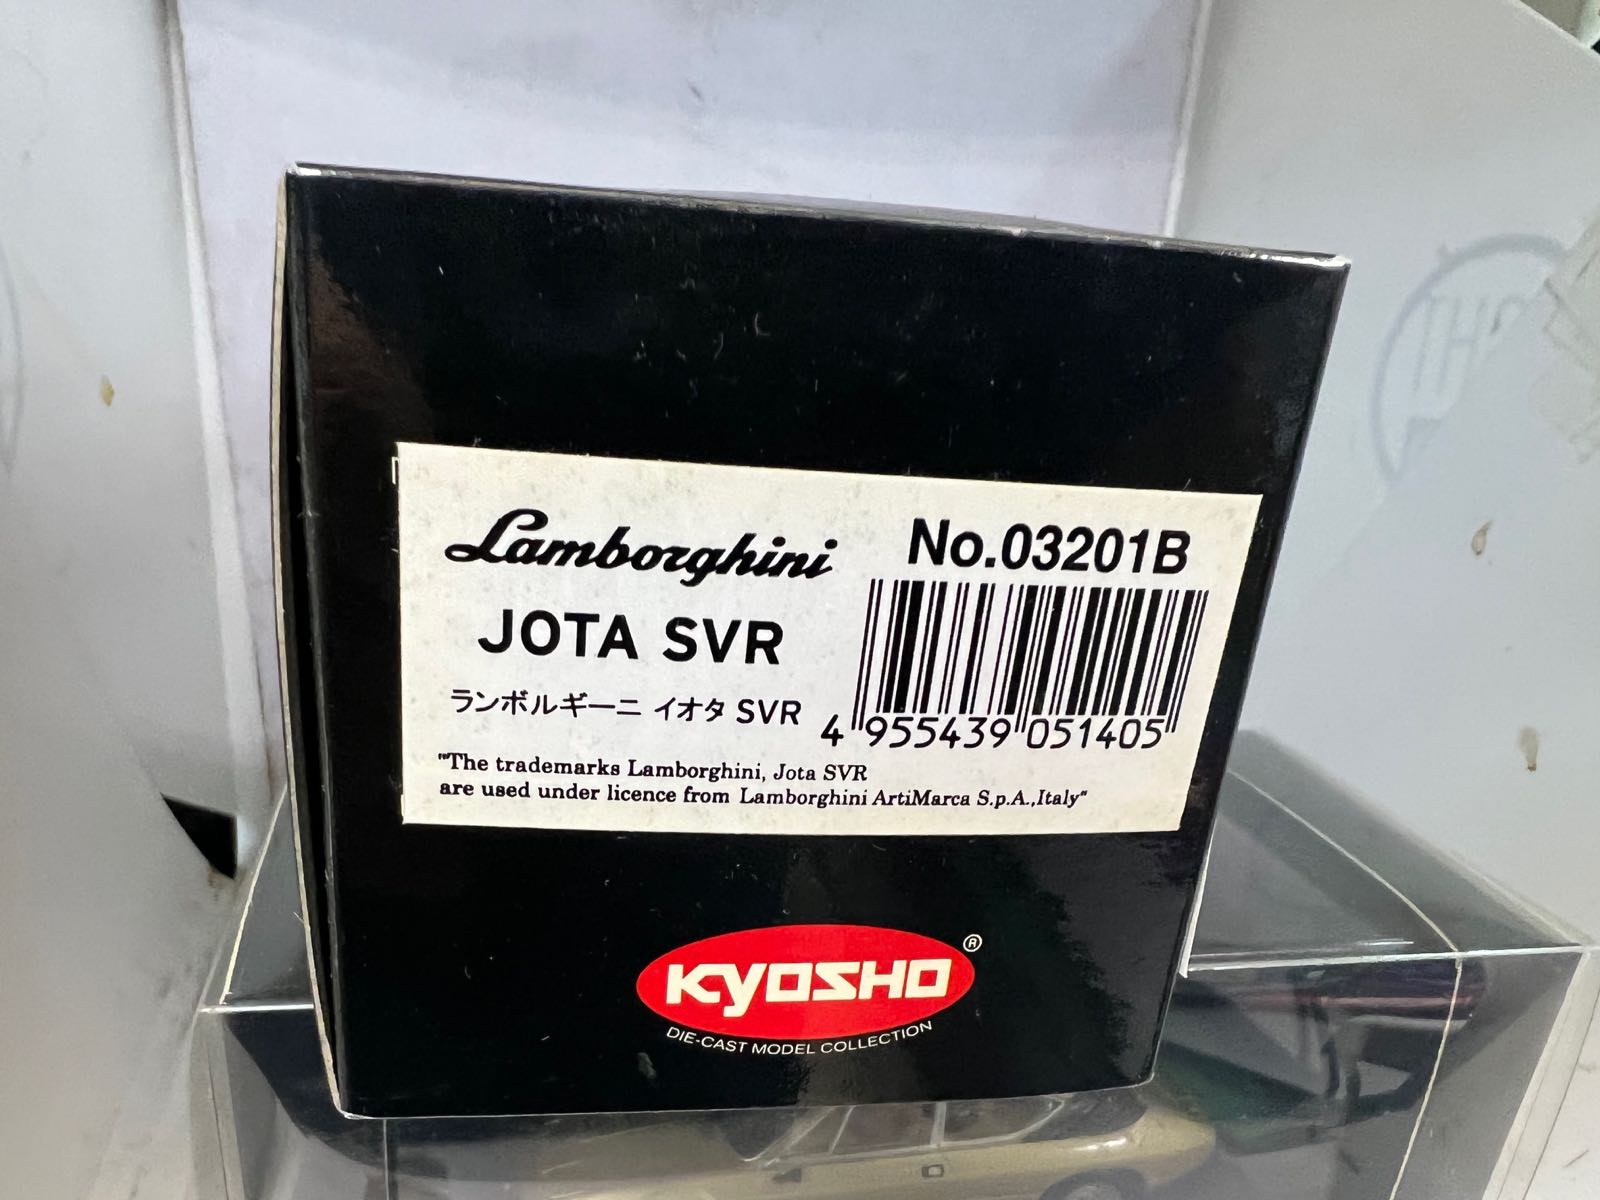 Lamborghini
No.03201B
JOTA SVR
ランボルギーニ イオタ SVR
4 955439 051405
"The trademarks Lamborghini, Jota SVR
are used under licence from Lamborghini ArtiMarca S.p.A.,Italy"
KYOSHO ®
DIE-CAST MODEL COLLECTION